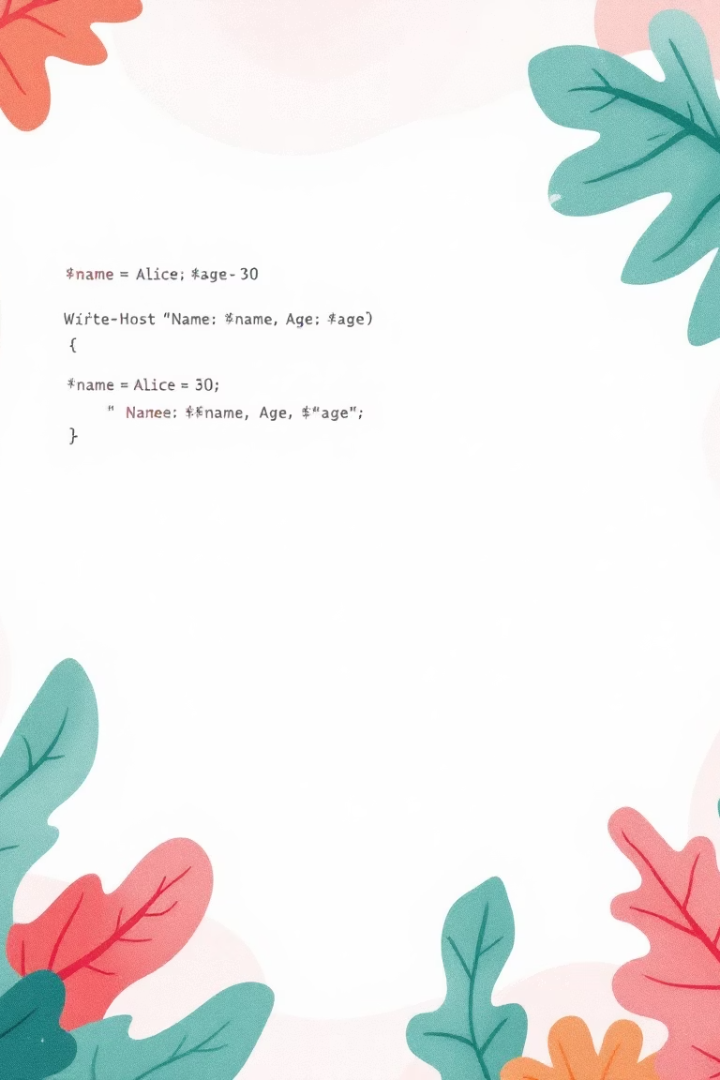 $name = Alice; $age- 30
Wirte-Host "Name: $name, Age: $age)
{
$name = Alice = 30;
" Nanee: $$name, Age, $"age";
}